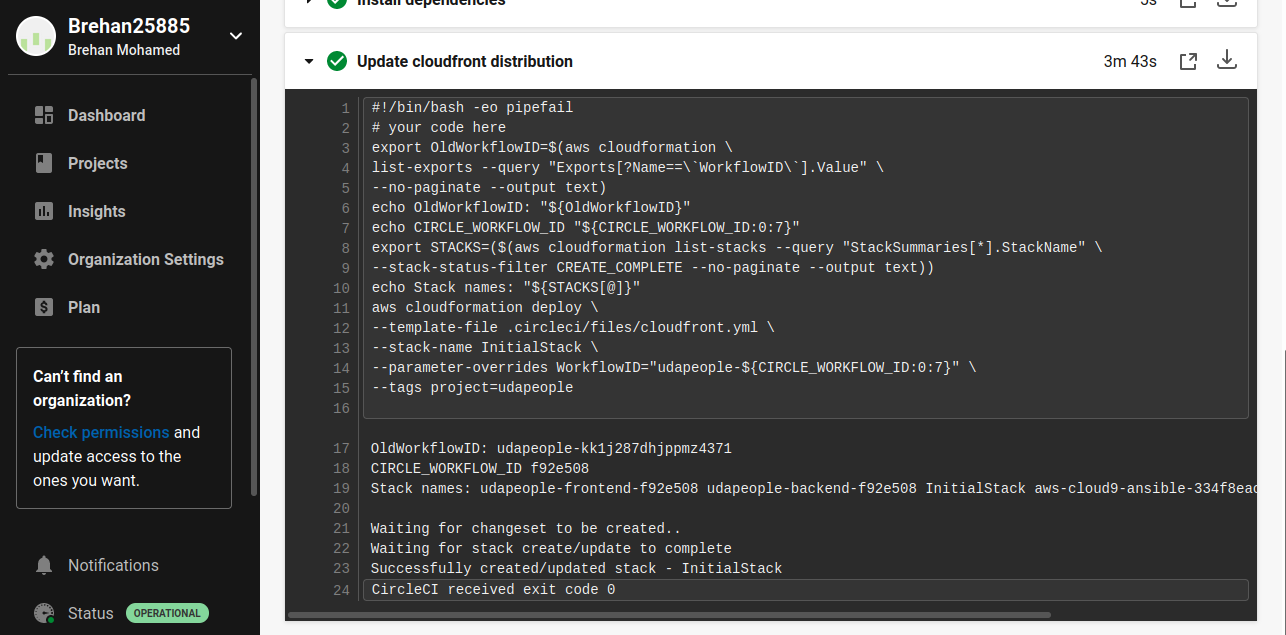 Brehan25885
Brehan Mohamed
Dashboard
Projects
Insights
Organization Settings
Plan
Can't find an
organization?
Check permissions and
update access to the
ones you want.
Notifications
Status OPERATIONAL
Install dependencies 5s
Update cloudfront distribution 3m 43s
1 #!/bin/bash -eo pipefail
2 # your code here
3 export OldWorkflowID=$(aws cloudformation \
4 list-exports --query "Exports[?Name==\`WorkflowID\`].Value" \
5 --no-paginate --output text)
6 echo OldWorkflowID: "${OldWorkflowID}"
7 echo CIRCLE_WORKFLOW_ID "${CIRCLE_WORKFLOW_ID:0:7}"
8 export STACKS=($(aws cloudformation list-stacks --query "StackSummaries[*].StackName" \
9 --stack-status-filter CREATE_COMPLETE --no-paginate --output text))
10 echo Stack names: "${STACKS[@]}"
11 aws cloudformation deploy \
12 --template-file .circleci/files/cloudfront.yml \
13 --stack-name InitialStack \
14 --parameter-overrides WorkflowID="udapeople-${CIRCLE_WORKFLOW_ID:0:7}" \
15 --tags project=udapeople
16
17 OldWorkflowID: udapeople-kk1j287dhjppmz4371
18 CIRCLE_WORKFLOW_ID f92e508
19 Stack names: udapeople-frontend-f92e508 udapeople-backend-f92e508 InitialStack aws-cloud9-ansible-334f8eac
20
21 Waiting for changeset to be created..
22 Waiting for stack create/update to complete
23 Successfully created/updated stack - InitialStack
24 CircleCI received exit code 0